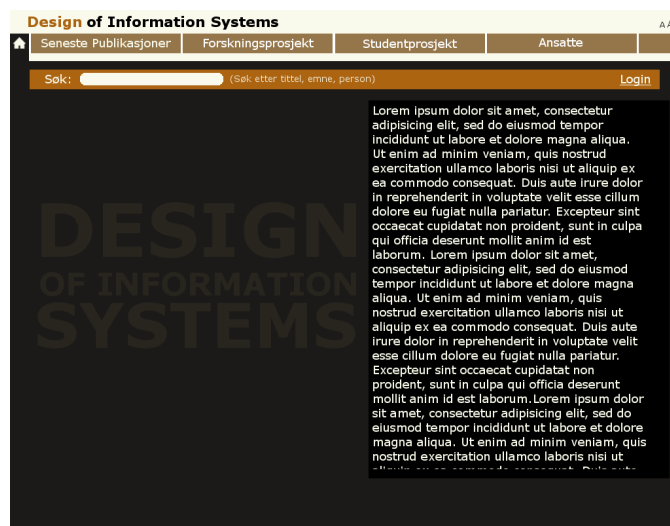 Design of Information Systems
A A
Seneste Publikasjoner Forskningsprosjekt Studentprosjekt Ansatte
Søk: (Søk etter tittel, emne, person) Login
DESIGN
OF INFORMATION
SYSTEMS
Lorem ipsum dolor sit amet, consectetur
adipisicing elit, sed do eiusmod tempor
incididunt ut labore et dolore magna aliqua.
Ut enim ad minim veniam, quis nostrud
exercitation ullamco laboris nisi ut aliquip ex
ea commodo consequat. Duis aute irure dolor
in reprehenderit in voluptate velit esse cillum
dolore eu fugiat nulla pariatur. Excepteur sint
occaecat cupidatat non proident, sunt in culpa
qui officia deserunt mollit anim id est
laborum. Lorem ipsum dolor sit amet,
consectetur adipisicing elit, sed do eiusmod
tempor incididunt ut labore et dolore magna
aliqua. Ut enim ad minim veniam, quis
nostrud exercitation ullamco laboris nisi ut
aliquip ex ea commodo consequat. Duis aute
irure dolor in reprehenderit in voluptate velit
esse cillum dolore eu fugiat nulla pariatur.
Excepteur sint occaecat cupidatat non
proident, sunt in culpa qui officia deserunt
mollit anim id est laborum.Lorem ipsum dolor
sit amet, consectetur adipisicing elit, sed do
eiusmod tempor incididunt ut labore et dolore
magna aliqua. Ut enim ad minim veniam, quis
nostrud exercitation ullamco laboris nisi ut
aliquip ex ea commodo consequat. Duis aute